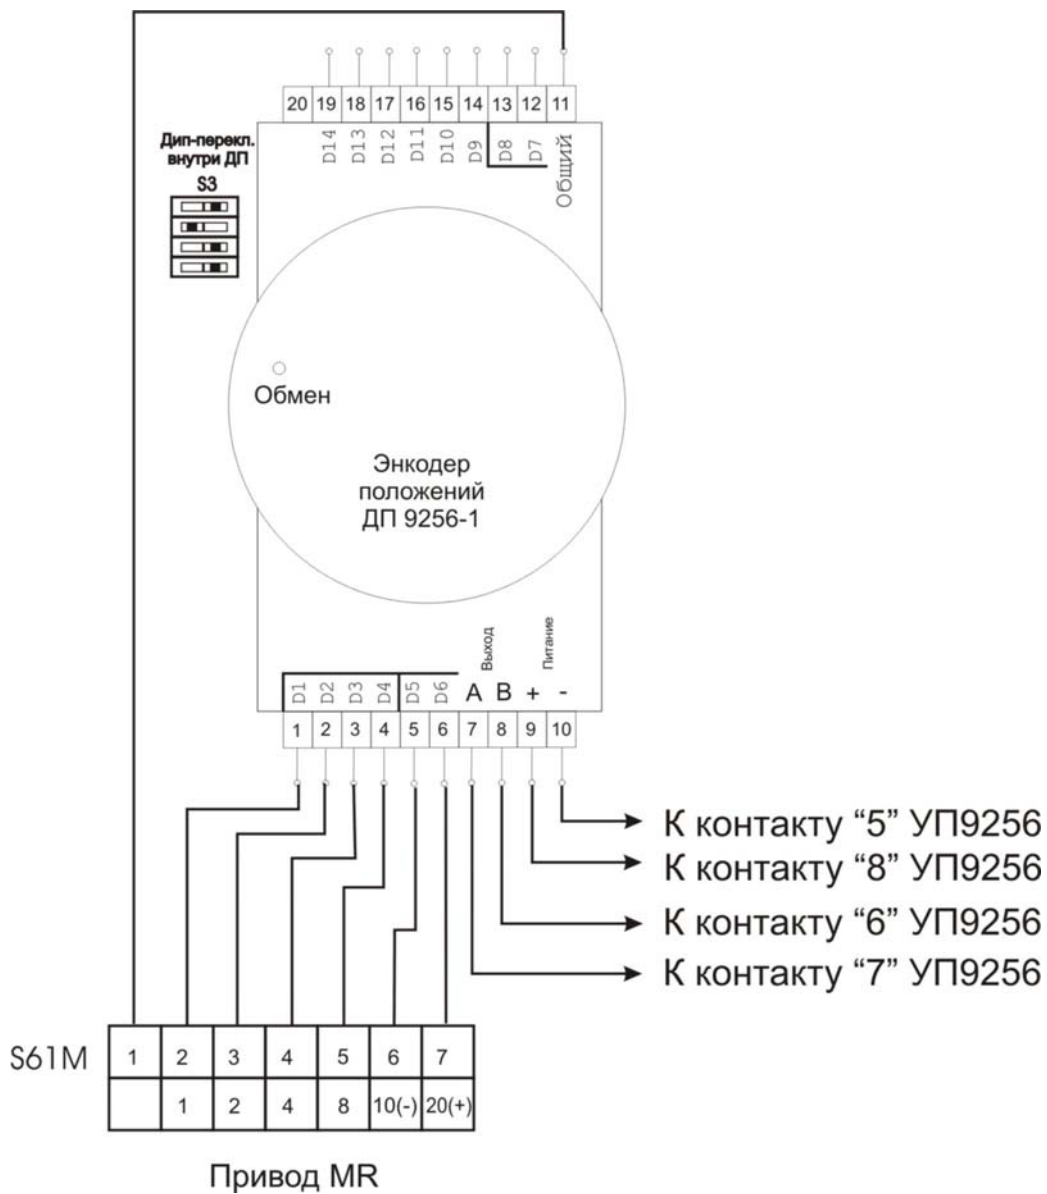 20 19 18 17 16 15 14 13 12 11
D14 D13 D12 D11 D10 D9 D8 D7 Общий
Дип-перекл.
внутри ДП
S3
Обмен
Энкодер
положений
ДП 9256-1
Выход
Питание
D1 D2 D3 D4 D5 D6 A B + -
1 2 3 4 5 6 7 8 9 10
К контакту “5” УП9256
К контакту “8” УП9256
К контакту “6” УП9256
К контакту “7” УП9256
S61M 1 2 3 4 5 6 7
1 2 4 8 10(-) 20(+)
Привод MR